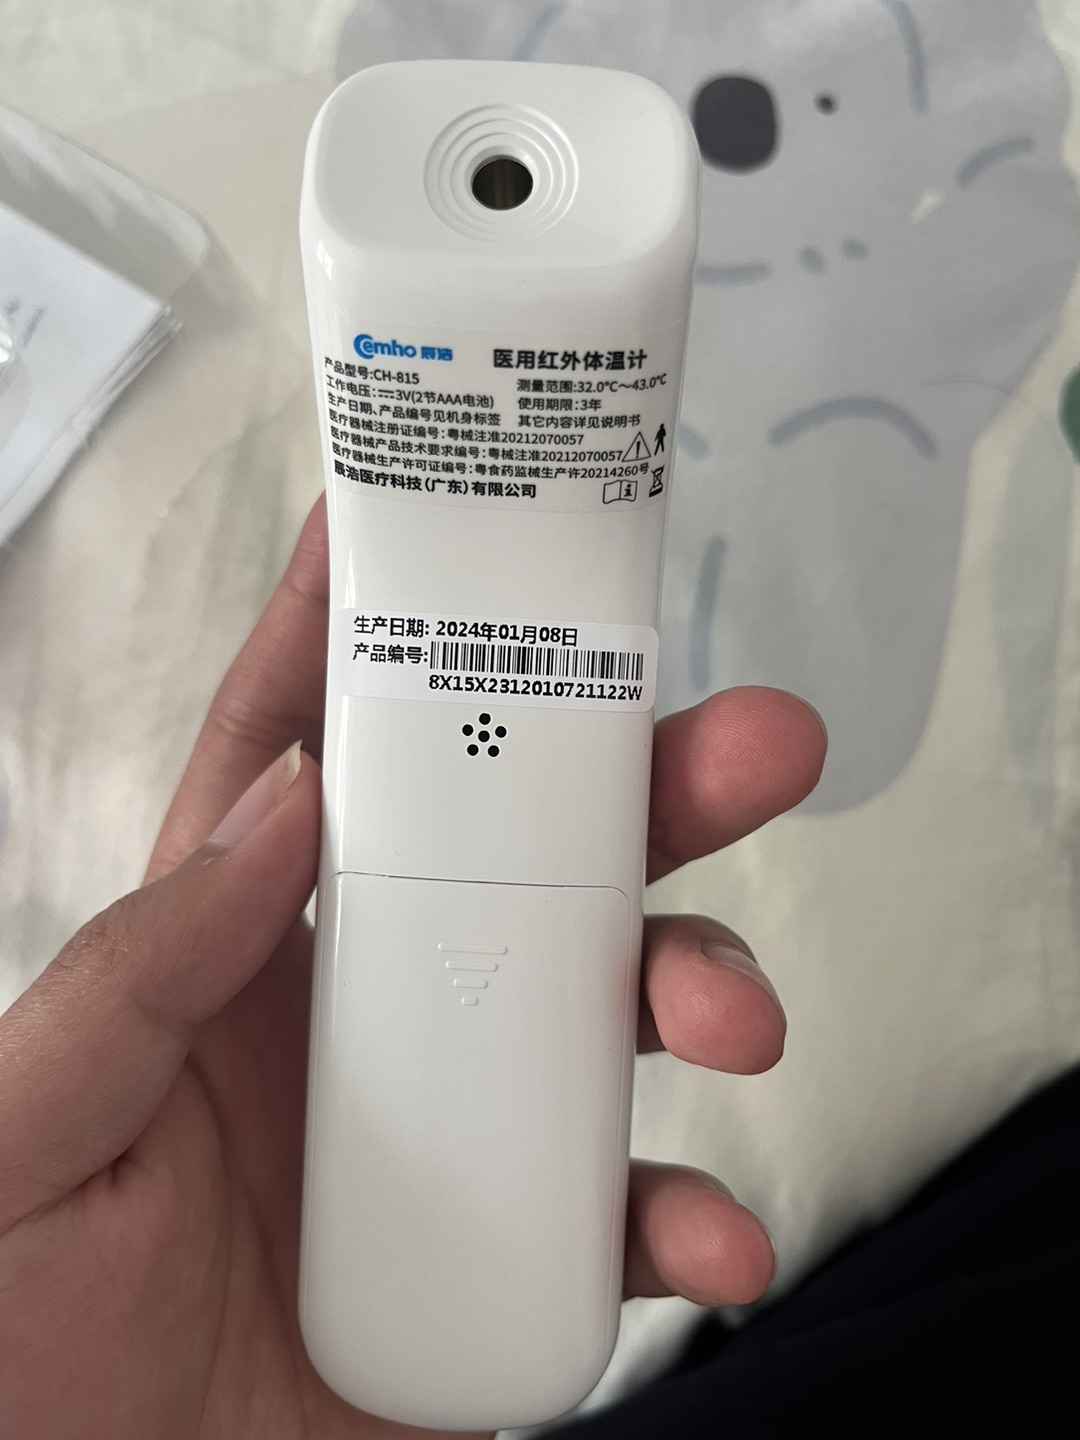 Cemho 辰浩 医用红外体温计
产品型号:CH-815 测量范围:32.0℃～43.0℃
工作电压:⎓3V(2节AAA电池) 使用期限:3年
生产日期、产品编号见机身标签 其它内容详见说明书
医疗器械注册证编号:粤械注准20212070057
医疗器械产品技术要求编号:粤械注准20212070057
医疗器械生产许可证编号:粤食药监械生产许20214260号
辰浩医疗科技(广东)有限公司
生产日期: 2024年01月08日
产品编号:
8X15X2312010721122W